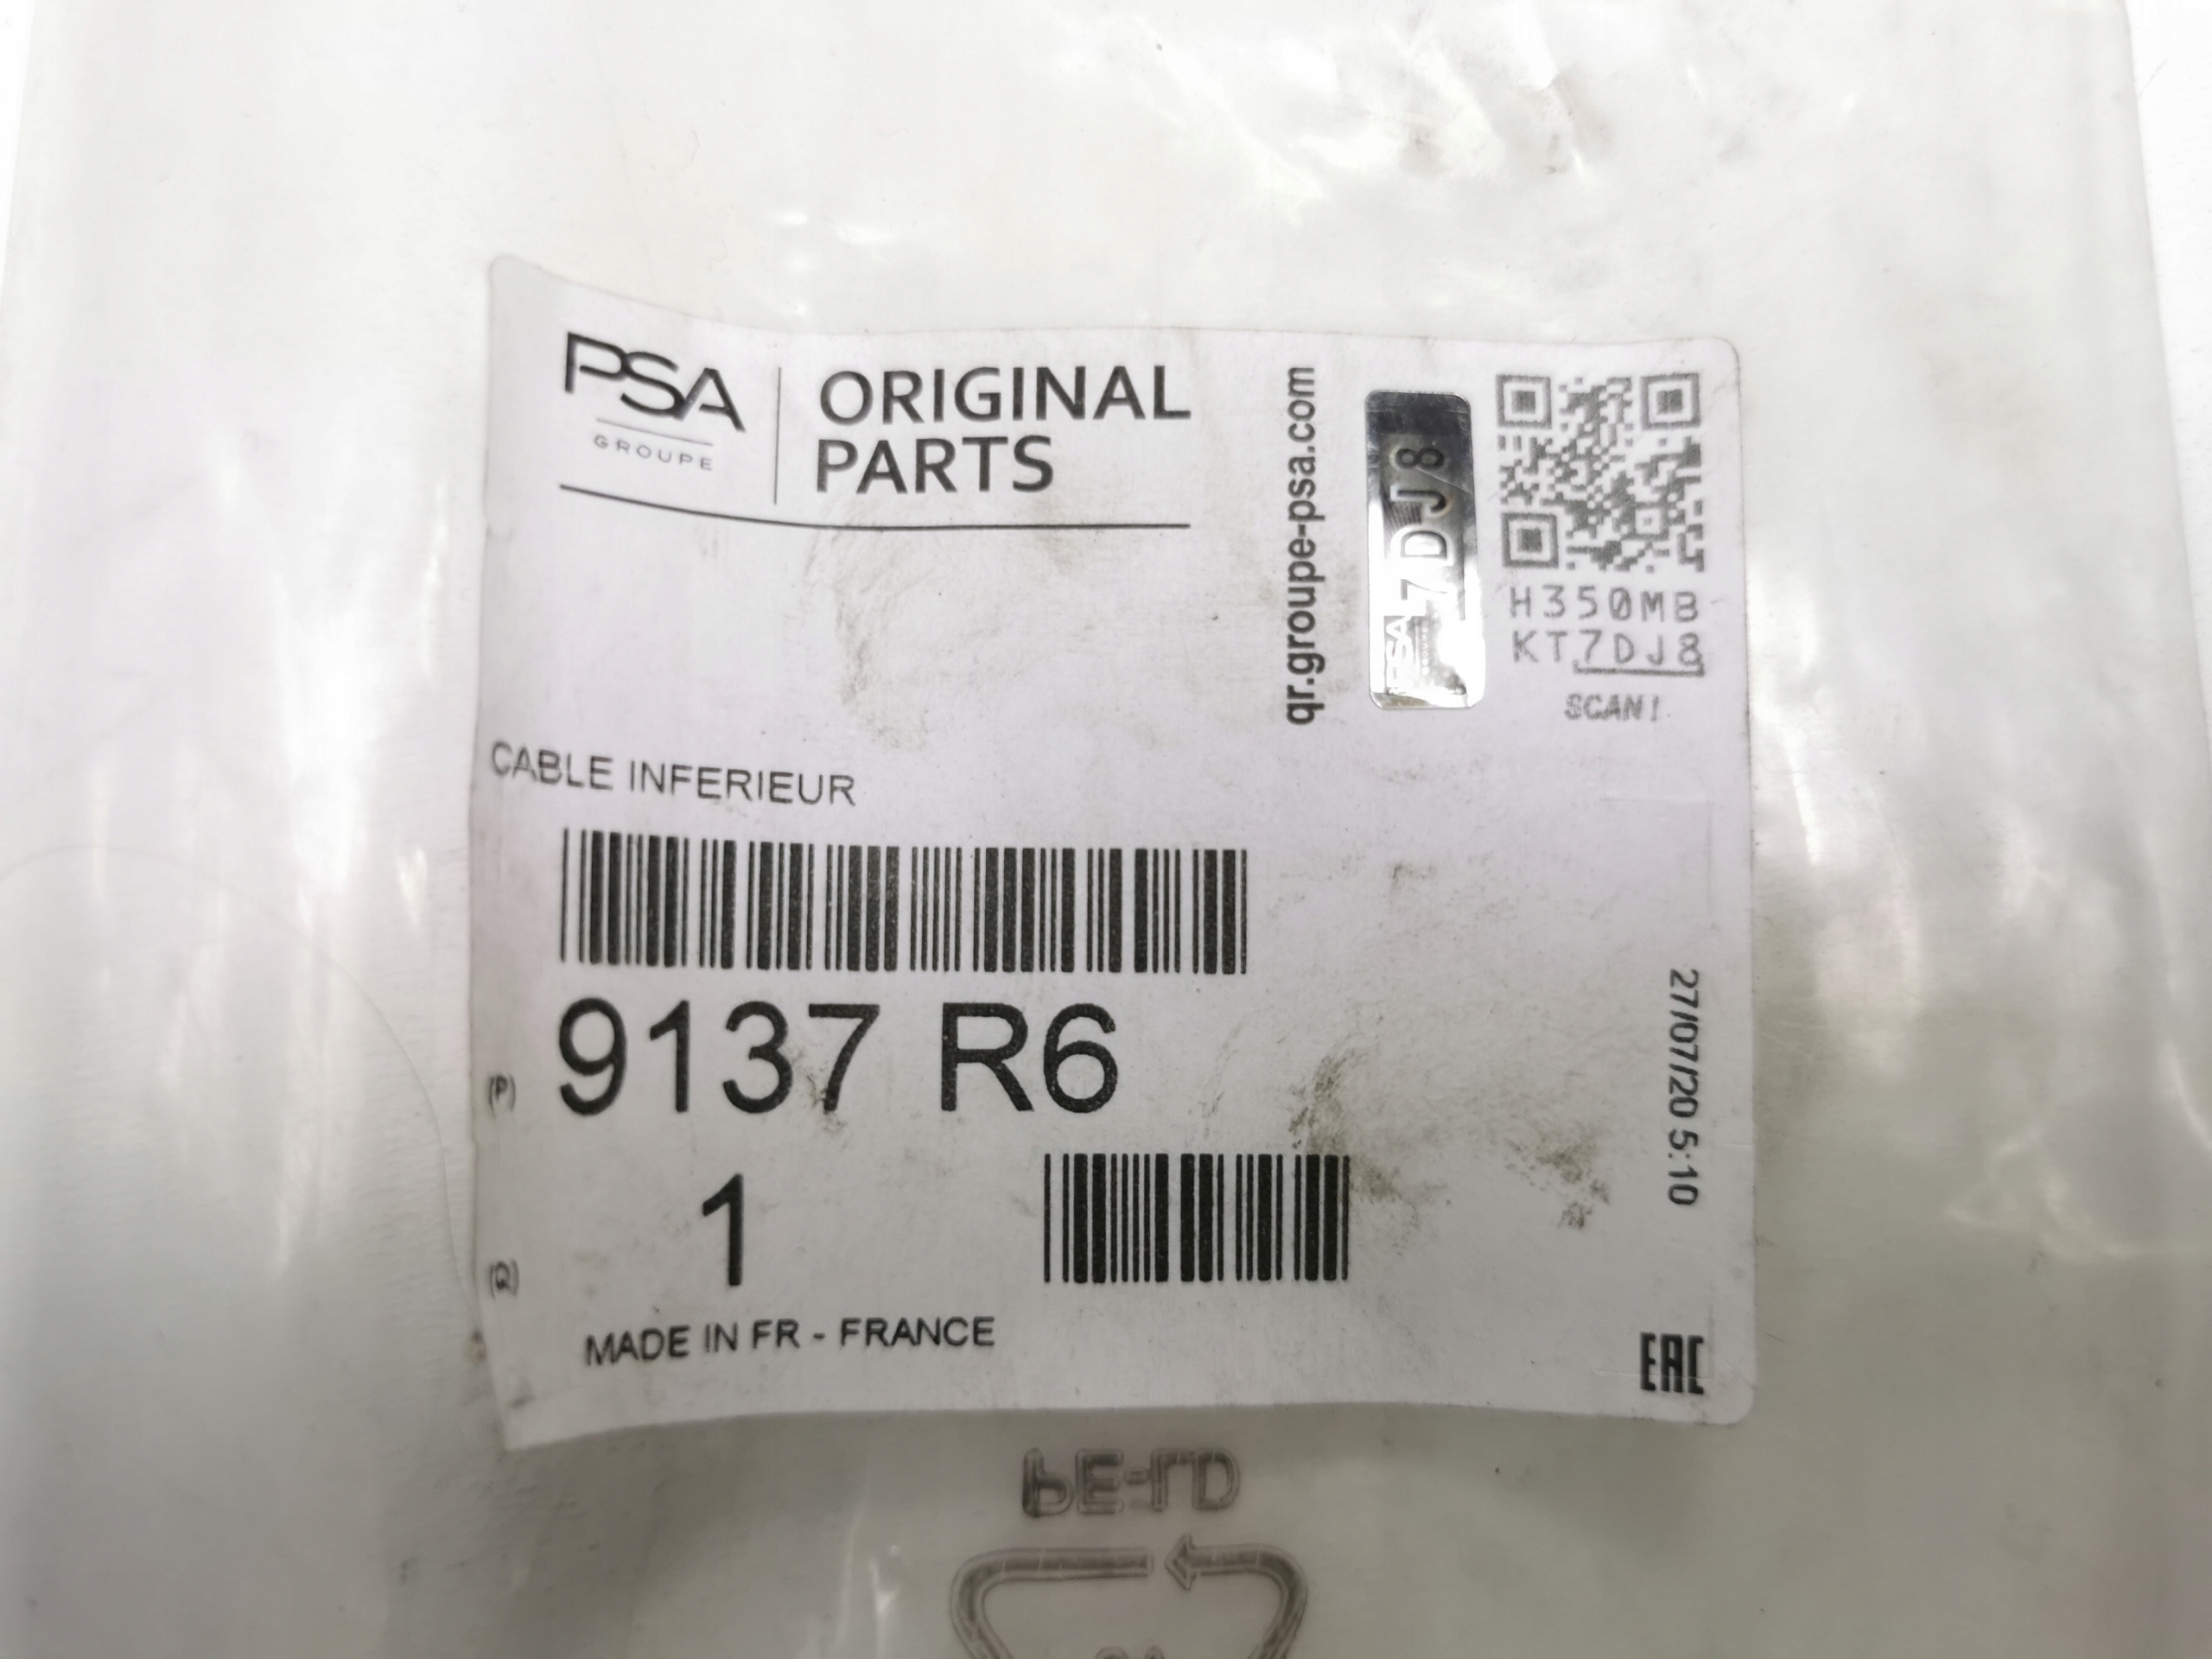 PSA
GROUPE
ORIGINAL
PARTS
qr.groupe-psa.com
PSA
7DJ8
H350MB
KT7DJ8
SCAN!
CABLE INFERIEUR
(P) 9137 R6
(Q) 1
27/07/20 5:10
MADE IN FR - FRANCE
EAC
PE-LD